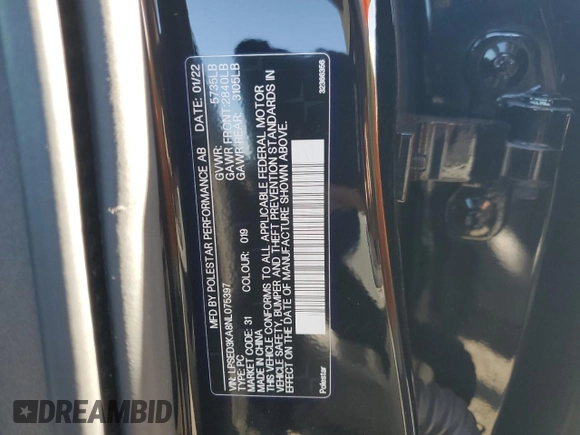 MFD BY POLESTAR PERFORMANCE AB DATE: 01/22
GVWR: 5735LB
GAWR FRONT: 2840LB
GAWR REAR: 3105LB
VIN: LPSED3KA8NL075397
TYPE: PC
MARKET CODE: 31 COLOUR: 019
MADE IN CHINA
THIS VEHICLE CONFORMS TO ALL APPLICABLE FEDERAL MOTOR
VEHICLE SAFETY, BUMPER AND THEFT PREVENTION STANDARDS IN
EFFECT ON THE DATE OF MANUFACTURE SHOWN ABOVE.
Polestar 32366356
DREAMBID